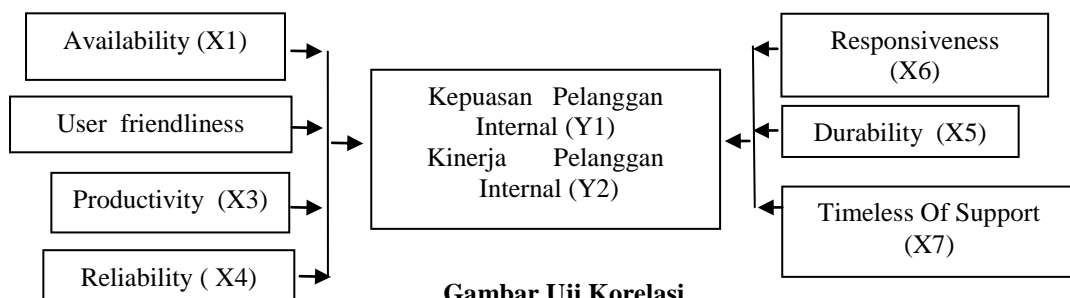 Availability (X1)
User friendliness
Productivity (X3)
Reliability ( X4)
Kepuasan Pelanggan
Internal (Y1)
Kinerja Pelanggan
Internal (Y2)
Responsiveness
(X6)
Durability (X5)
Timeless Of Support
(X7)
Gambar Uji Korelasi